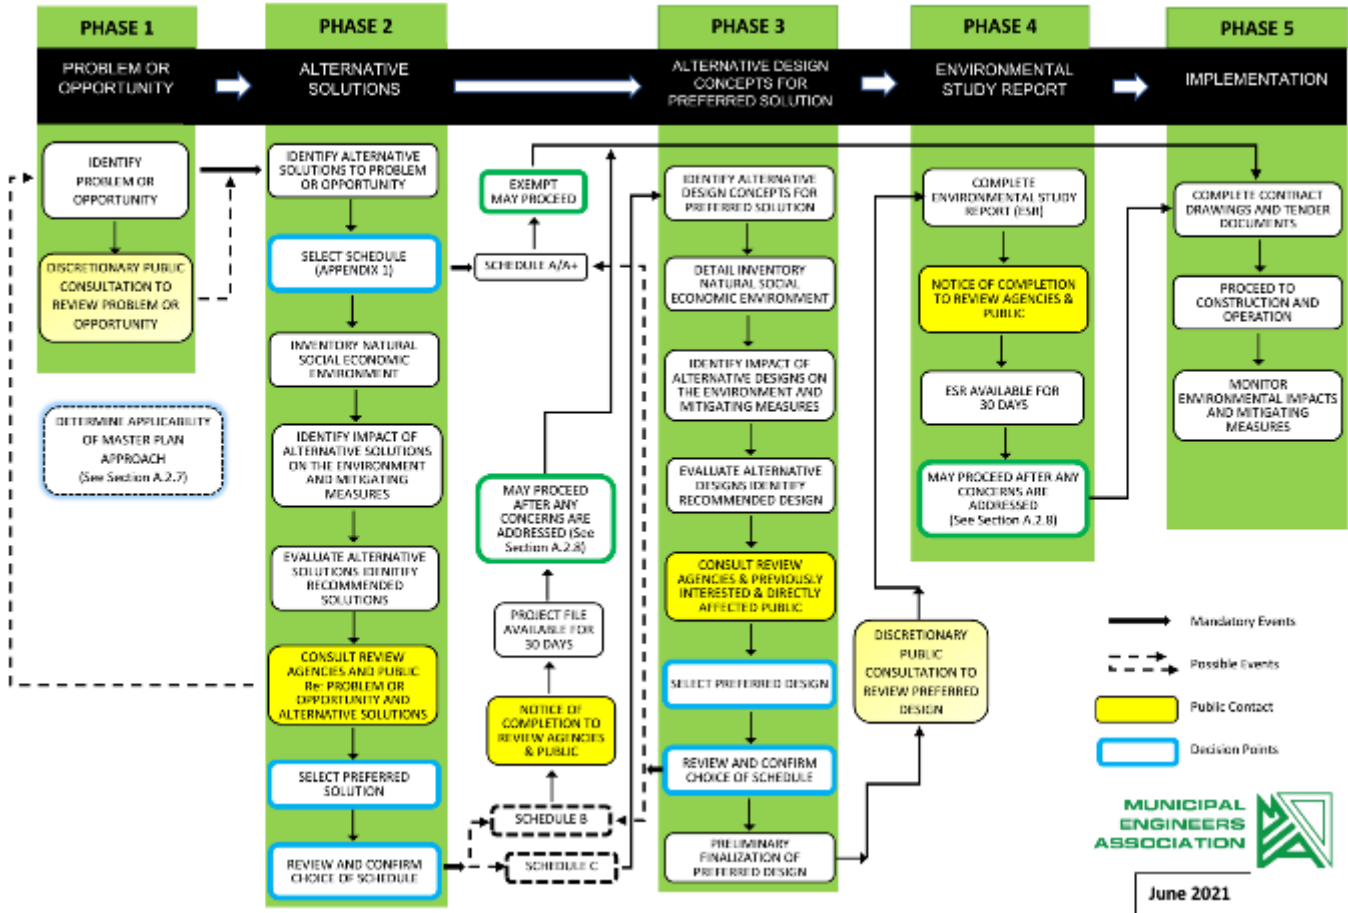 PHASE 1
PHASE 2
PHASE 3
PHASE 4
PHASE 5
PROBLEM OR
OPPORTUNITY
ALTERNATIVE
SOLUTIONS
ALTERNATIVE DESIGN
CONCEPTS FOR
PREFERRED SOLUTION
ENVIRONMENTAL
STUDY REPORT
IMPLEMENTATION
IDENTIFY
PROBLEM OR
OPPORTUNITY
DISCRETIONARY PUBLIC
CONSULTATION TO
REVIEW PROBLEM OR
OPPORTUNITY
DETERMINE APPLICABILITY
OF MASTER PLAN
APPROACH
(See Section A.2.7)
IDENTIFY ALTERNATIVE
SOLUTIONS TO PROBLEM
OR OPPORTUNITY
SELECT SCHEDULE
(APPENDIX 1)
INVENTORY NATURAL
SOCIAL ECONOMIC
ENVIRONMENT
IDENTIFY IMPACT OF
ALTERNATIVE SOLUTIONS
ON THE ENVIRONMENT
AND MITIGATING
MEASURES
EVALUATE ALTERNATIVE
SOLUTIONS IDENITIFY
RECOMMENDED
SOLUTIONS
CONSULT REVIEW
AGENCIES AND PUBLIC
Re: PROBLEM OR
OPPORTUNITY AND
ALTERNATIVE SOLUTIONS
SELECT PREFERRED
SOLUTION
REVIEW AND CONFIRM
CHOICE OF SCHEDULE
EXEMPT
MAY PROCEED
SCHEDULE A/A+
MAY PROCEED
AFTER ANY
CONCERNS ARE
ADDRESSED (See
Section A.2.8)
PROJECT FILE
AVAILABLE FOR
30 DAYS
NOTICE OF
COMPLETION TO
REVIEW AGENCIES
& PUBLIC
SCHEDULE B
SCHEDULE C
IDENTIFY ALTERNATIVE
DESIGN CONCEPTS FOR
PREFERRED SOLUTION
DETAIL INVENTORY
NATURAL SOCIAL
ECONOMIC ENVIRONMENT
IDENTIFY IMPACT OF
ALTERNATIVE DESIGNS ON
THE ENVIRONMENT AND
MITIGATING MEASURES
EVALUATE ALTERNATIVE
DESIGNS IDENITIFY
RECOMMENDED DESIGN
CONSULT REVIEW
AGENCIES & PREVIOUSLY
INTERESTED & DIRECTLY
AFFECTED PUBLIC
SELECT PREFERRED DESIGN
REVIEW AND CONFIRM
CHOICE OF SCHEDULE
PRELIMINARY
FINALIZATION OF
PREFERRED DESIGN
DISCRETIONARY
PUBLIC
CONSULTATION TO
REVIEW PREFERRED
DESIGN
COMPLETE
ENVIRONMENTAL STUDY
REPORT (ESR)
NOTICE OF COMPLETION
TO REVIEW AGENCIES &
PUBLIC
ESR AVAILABLE FOR
30 DAYS
MAY PROCEED AFTER ANY
CONCERNS ARE
ADDRESSED
(See Section A.2.8)
COMPLETE CONTRACT
DRAWINGS AND TENDER
DOCUMENTS
PROCEED TO
CONSTRUCTION AND
OPERATION
MONITOR
ENVIRONMENTAL IMPACTS
AND MITIGATING
MEASURES
Mandatory Events
Possible Events
Public Contact
Decision Points
MUNICIPAL
ENGINEERS
ASSOCIATION
June 2021